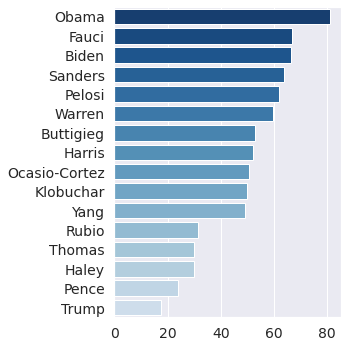 Obama
Fauci
Biden
Sanders
Pelosi
Warren
Buttigieg
Harris
Ocasio-Cortez
Klobuchar
Yang
Rubio
Thomas
Haley
Pence
Trump
0 20 40 60 80